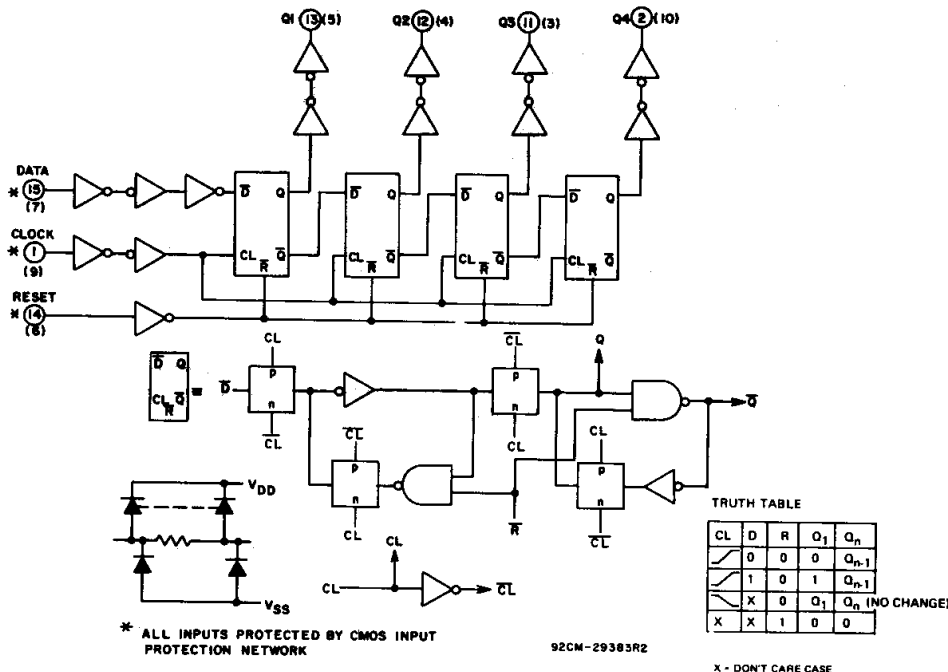 Q1 13 (5) Q2 12 (4) Q3 11 (3) Q4 2 (10)
DATA
* 15
(7)
D Q D Q D Q D Q
CLOCK
* 1
(9)
CL Q CL Q CL Q CL Q
R R R R
RESET
* 14
(6)
D Q
CL Q
R
≡
D
CL
p
n
CL
CL
p
n
CL
CL
p
n
CL
Q
Q
CL
p
n
CL
R
VDD
VSS
CL
CL CL
* ALL INPUTS PROTECTED BY CMOS INPUT
PROTECTION NETWORK
92CM-29383R2
TRUTH TABLE
CL D R Q1 Qn
0 0 0 Qn-1
1 0 1 Qn-1
X 0 Q1 Qn (NO CHANGE)
X X 1 0 0
X - DON'T CARE CASE